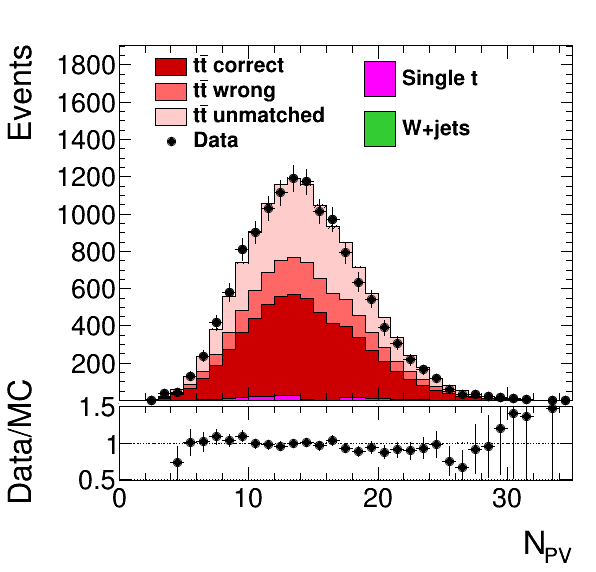 Events
1800
1600
1400
1200
1000
800
600
400
200
tt̄ correct
tt̄ wrong
tt̄ unmatched
Data
Single t
W+jets
Data/MC
1.5
1
0.5
0 10 20 30
N_PV